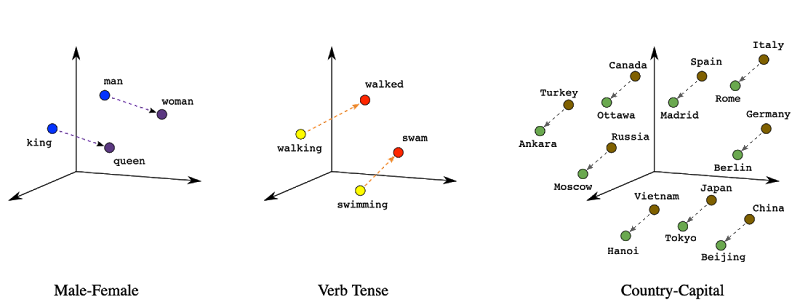 man
woman
king
queen
Male-Female
walked
walking
swam
swimming
Verb Tense
Italy
Canada
Spain
Turkey
Rome
Ottawa
Madrid
Germany
Ankara
Russia
Berlin
Moscow
Vietnam
Japan
China
Hanoi
Tokyo
Beijing
Country-Capital